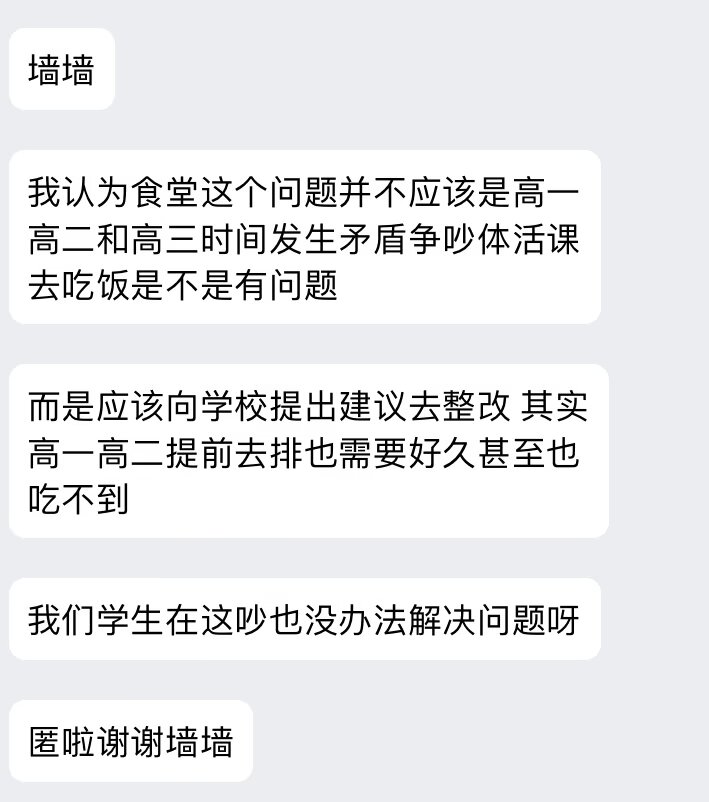 墙墙
我认为食堂这个问题并不应该是高一
高二和高三时间发生矛盾争吵体活课
去吃饭是不是有问题
而是应该向学校提出建议去整改 其实
高一高二提前去排也需要好久甚至也
吃不到
我们学生在这吵也没办法解决问题呀
匿啦谢谢墙墙